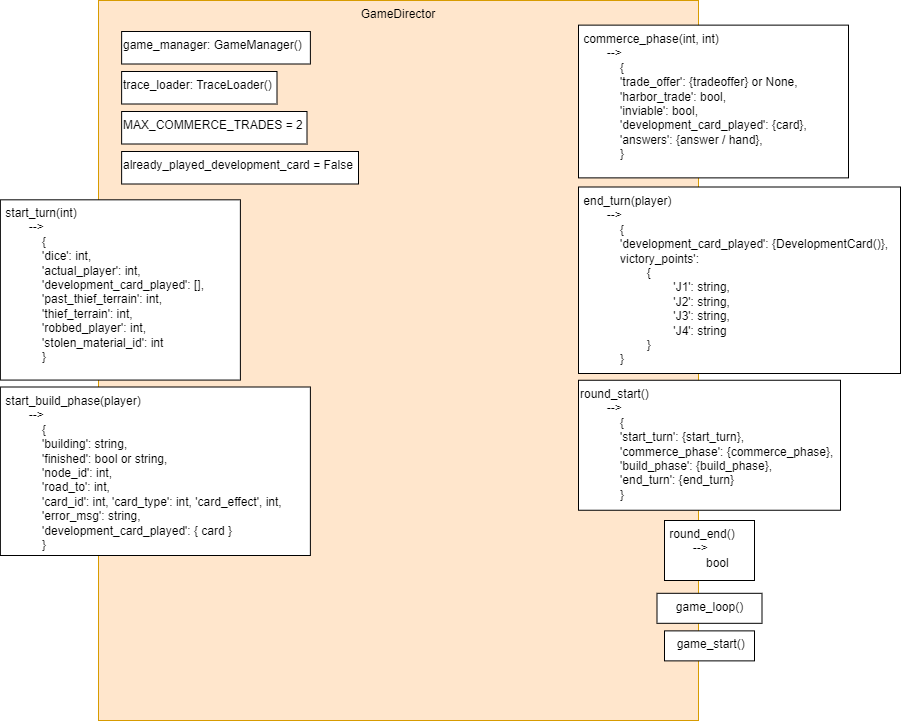 GameDirector
game_manager: GameManager()
trace_loader: TraceLoader()
MAX_COMMERCE_TRADES = 2
already_played_development_card = False
start_turn(int)
-->
{
'dice': int,
'actual_player': int,
'development_card_played': [],
'past_thief_terrain': int,
'thief_terrain': int,
'robbed_player': int,
'stolen_material_id': int
}
start_build_phase(player)
-->
{
'building': string,
'finished': bool or string,
'node_id': int,
'road_to': int,
'card_id': int, 'card_type': int, 'card_effect', int,
'error_msg': string,
'development_card_played': { card }
}
commerce_phase(int, int)
-->
{
'trade_offer': {tradeoffer} or None,
'harbor_trade': bool,
'inviable': bool,
'development_card_played': {card},
'answers': {answer / hand},
}
end_turn(player)
-->
{
'development_card_played': {DevelopmentCard()},
victory_points':
{
'J1': string,
'J2': string,
'J3': string,
'J4': string
}
}
round_start()
-->
{
'start_turn': {start_turn},
'commerce_phase': {commerce_phase},
'build_phase': {build_phase},
'end_turn': {end_turn}
}
round_end()
-->
bool
game_loop()
game_start()